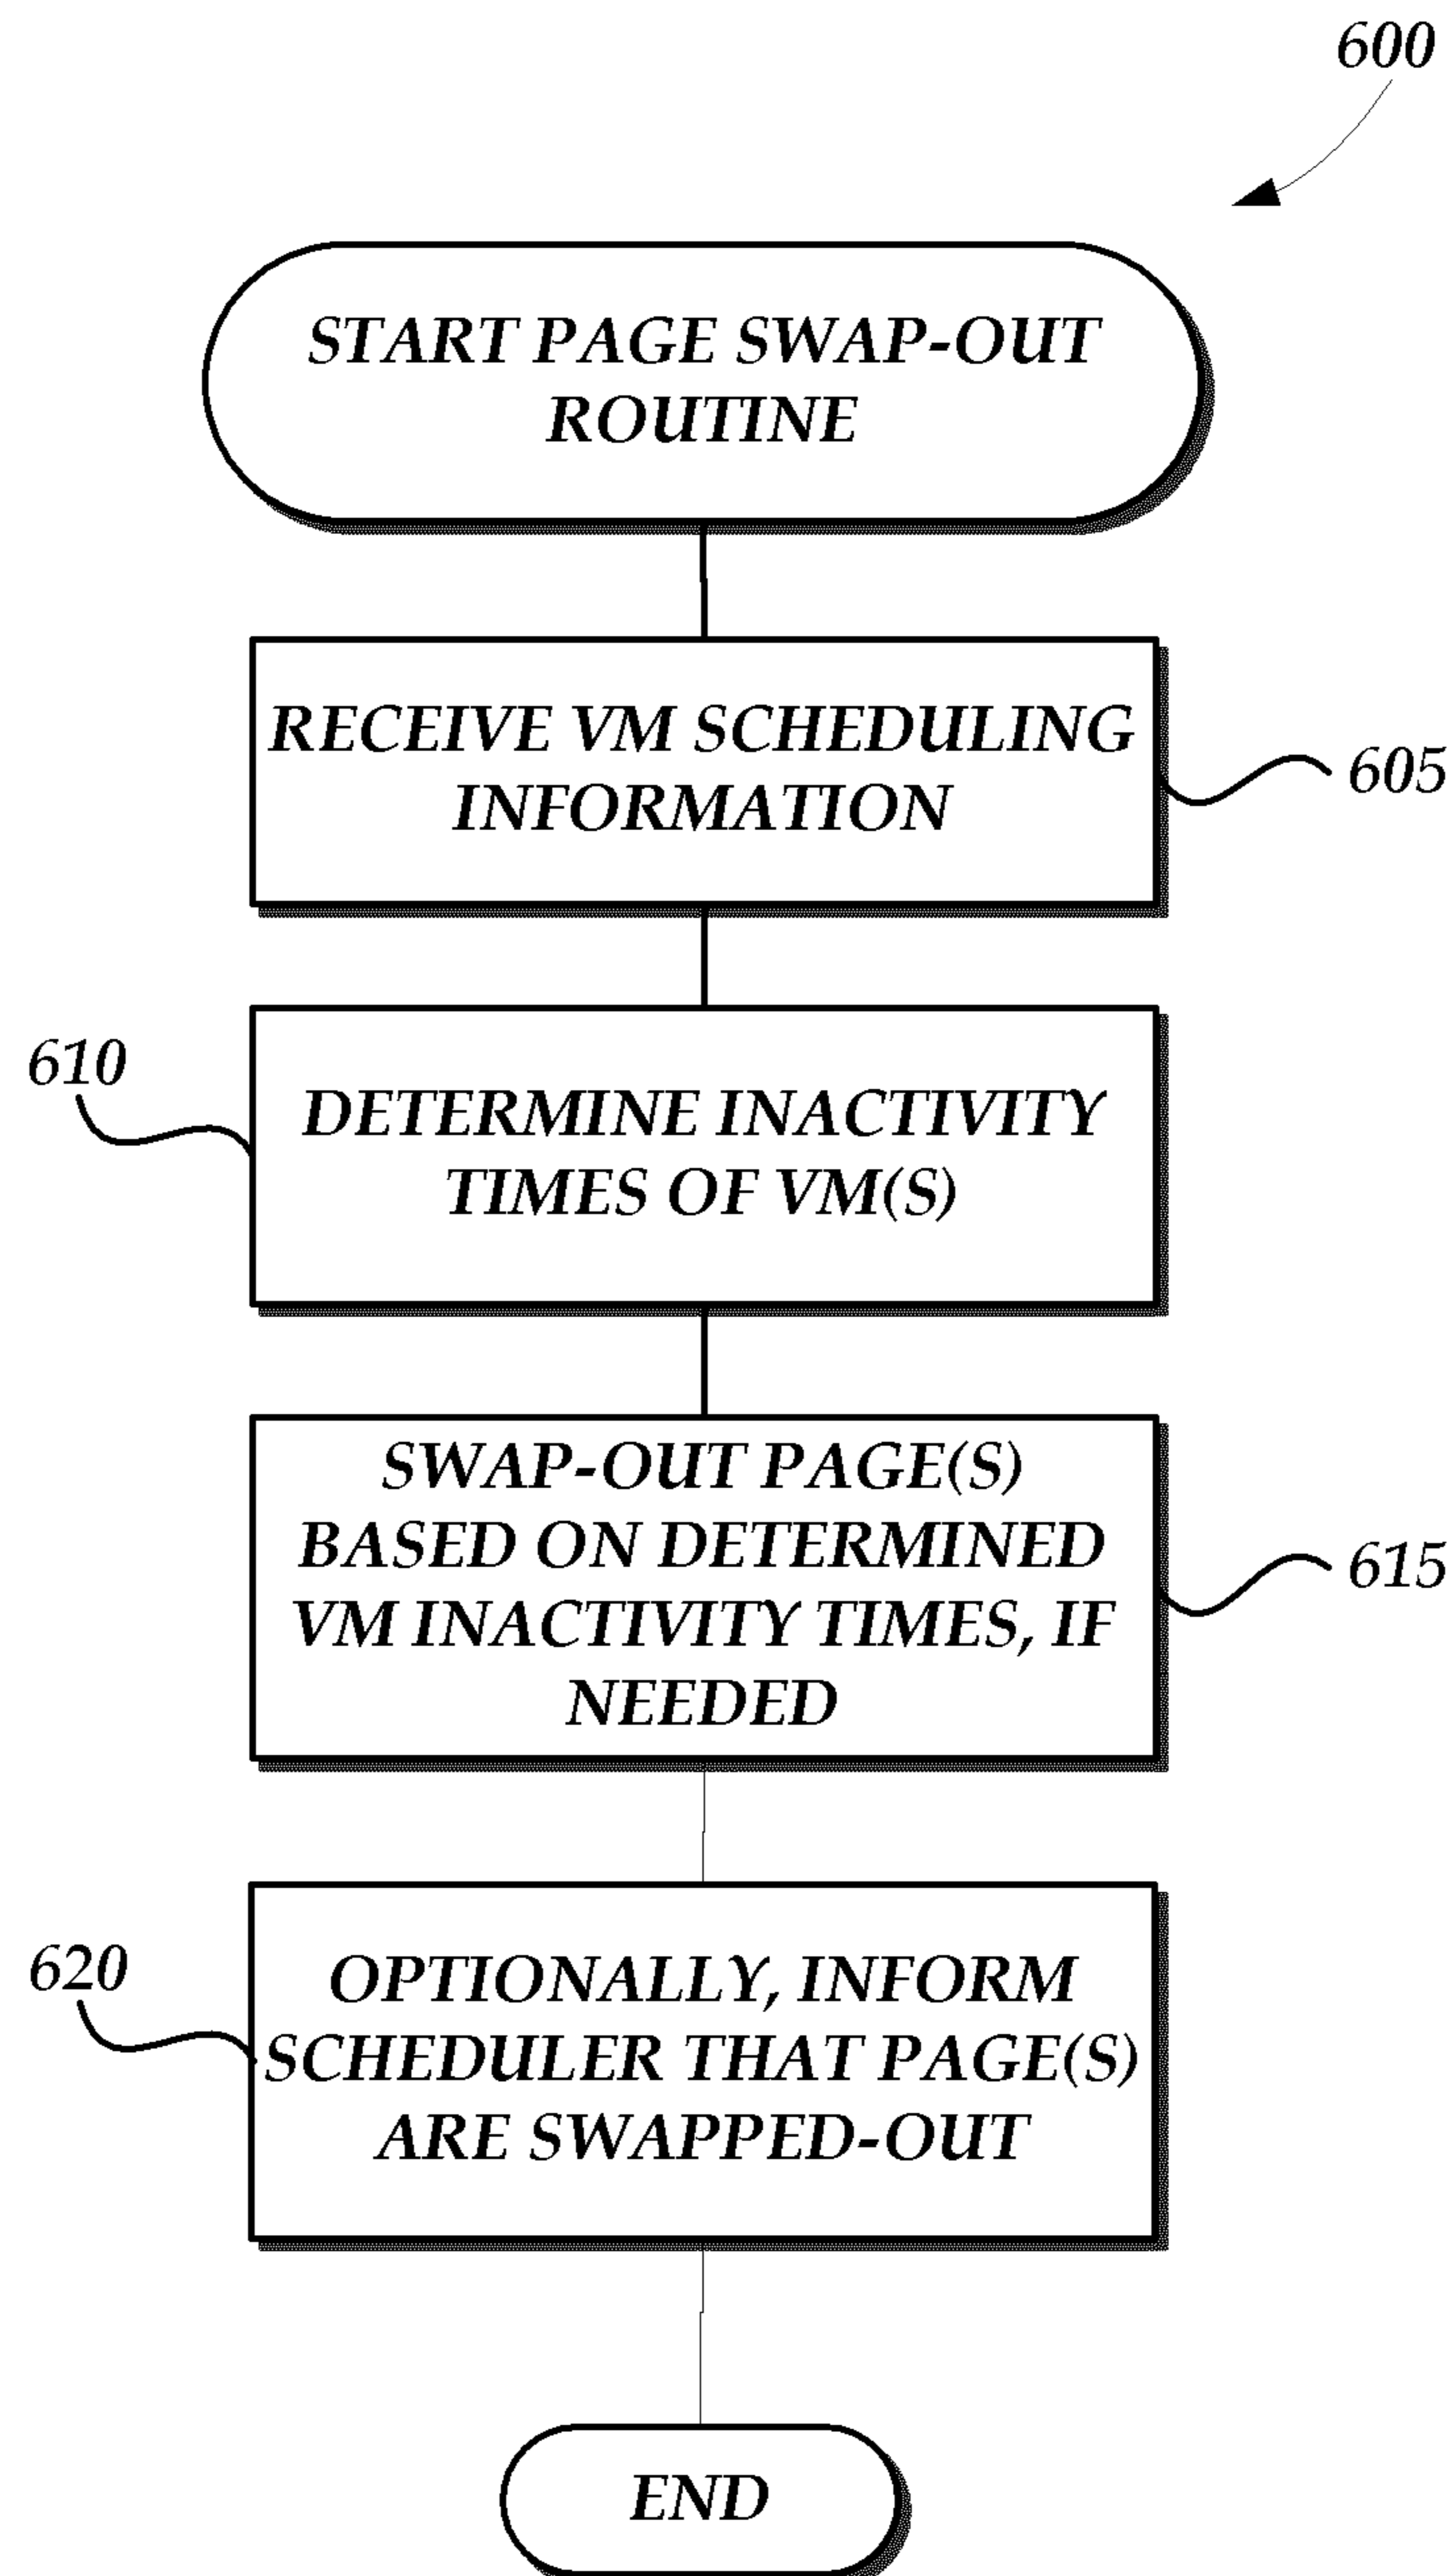 600
START PAGE SWAP-OUT
ROUTINE
RECEIVE VM SCHEDULING
INFORMATION
605
610
DETERMINE INACTIVITY
TIMES OF VM(S)
SWAP-OUT PAGE(S)
BASED ON DETERMINED
VM INACTIVITY TIMES, IF
NEEDED
615
620
OPTIONALLY, INFORM
SCHEDULER THAT PAGE(S)
ARE SWAPPED-OUT
END